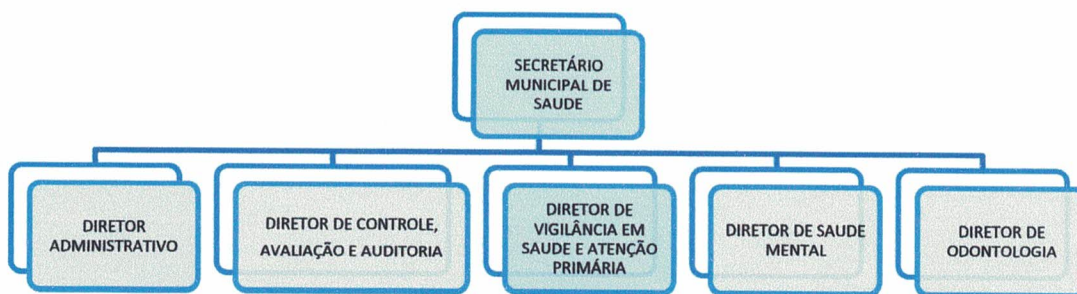 SECRETÁRIO
MUNICIPAL DE
SAUDE
DIRETOR
ADMINISTRATIVO
DIRETOR DE CONTROLE,
AVALIAÇÃO E AUDITORIA
DIRETOR DE
VIGILÂNCIA EM
SAUDE E ATENÇÃO
PRIMÁRIA
DIRETOR DE SAUDE
MENTAL
DIRETOR DE
ODONTOLOGIA